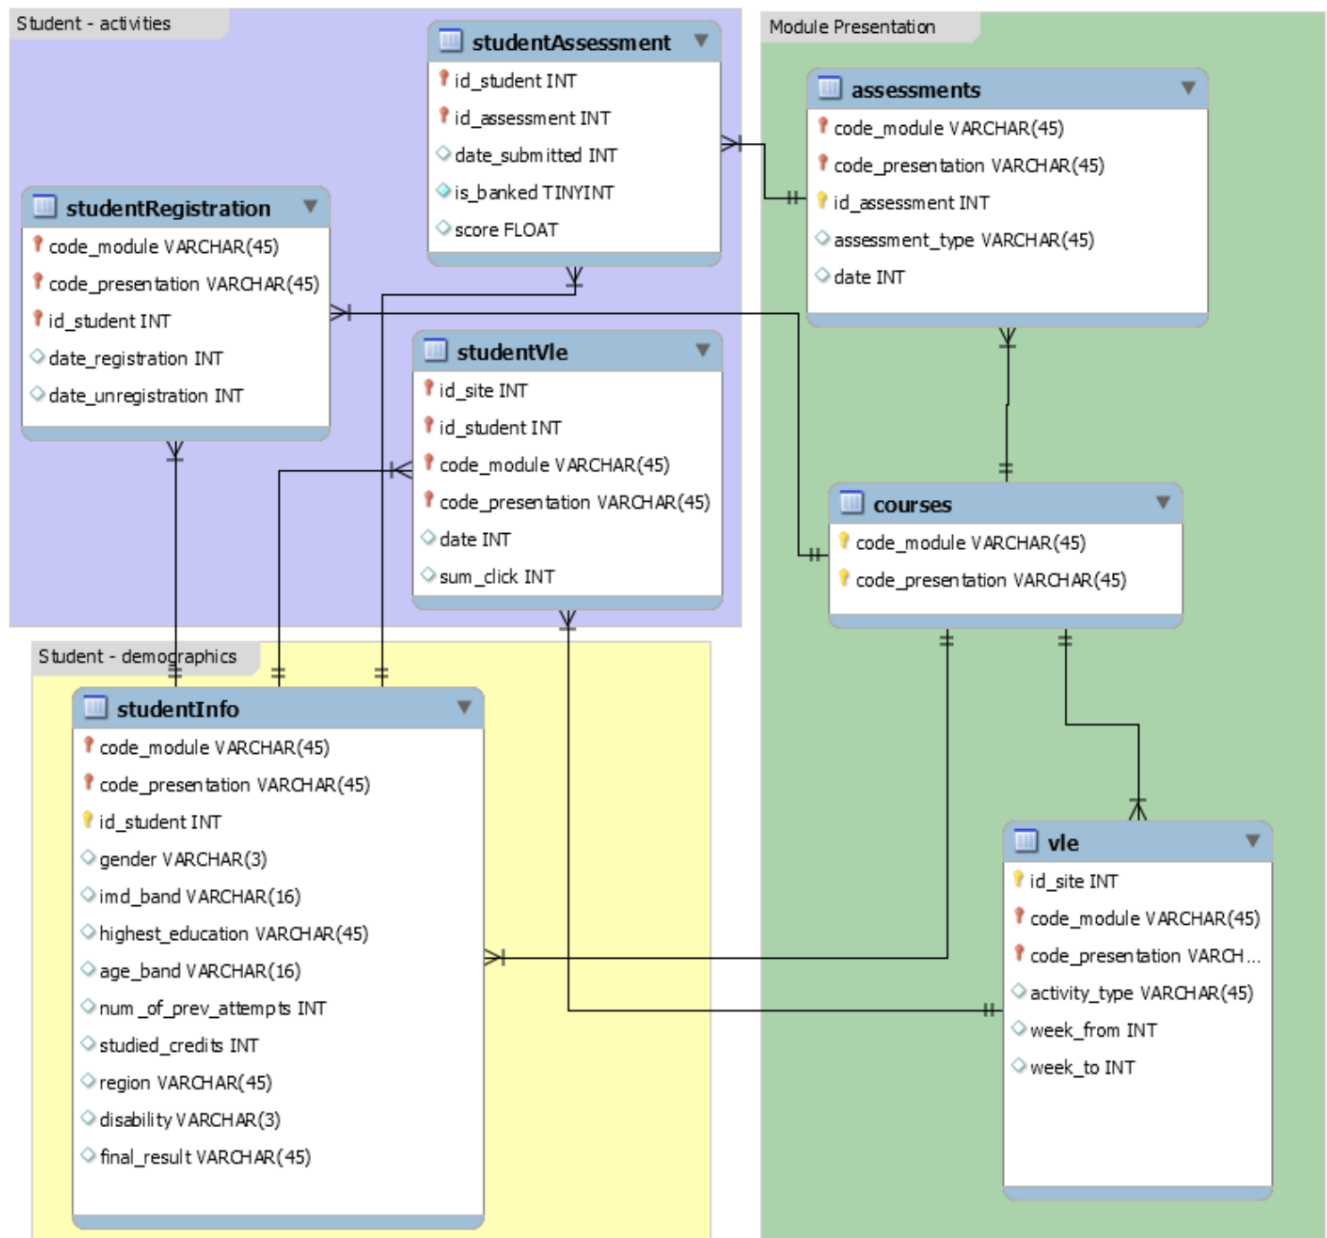 Student - activities
studentAssessment
id_student INT
id_assessment INT
date_submitted INT
is_banked TINYINT
score FLOAT
studentRegistration
code_module VARCHAR(45)
code_presentation VARCHAR(45)
id_student INT
date_registration INT
date_unregistration INT
studentVle
id_site INT
id_student INT
code_module VARCHAR(45)
code_presentation VARCHAR(45)
date INT
sum_click INT
Module Presentation
assessments
code_module VARCHAR(45)
code_presentation VARCHAR(45)
id_assessment INT
assessment_type VARCHAR(45)
date INT
courses
code_module VARCHAR(45)
code_presentation VARCHAR(45)
Student - demographics
studentInfo
code_module VARCHAR(45)
code_presentation VARCHAR(45)
id_student INT
gender VARCHAR(3)
imd_band VARCHAR(16)
highest_education VARCHAR(45)
age_band VARCHAR(16)
num_of_prev_attempts INT
studied_credits INT
region VARCHAR(45)
disability VARCHAR(3)
final_result VARCHAR(45)
vle
id_site INT
code_module VARCHAR(45)
code_presentation VARCH...
activity_type VARCHAR(45)
week_from INT
week_to INT